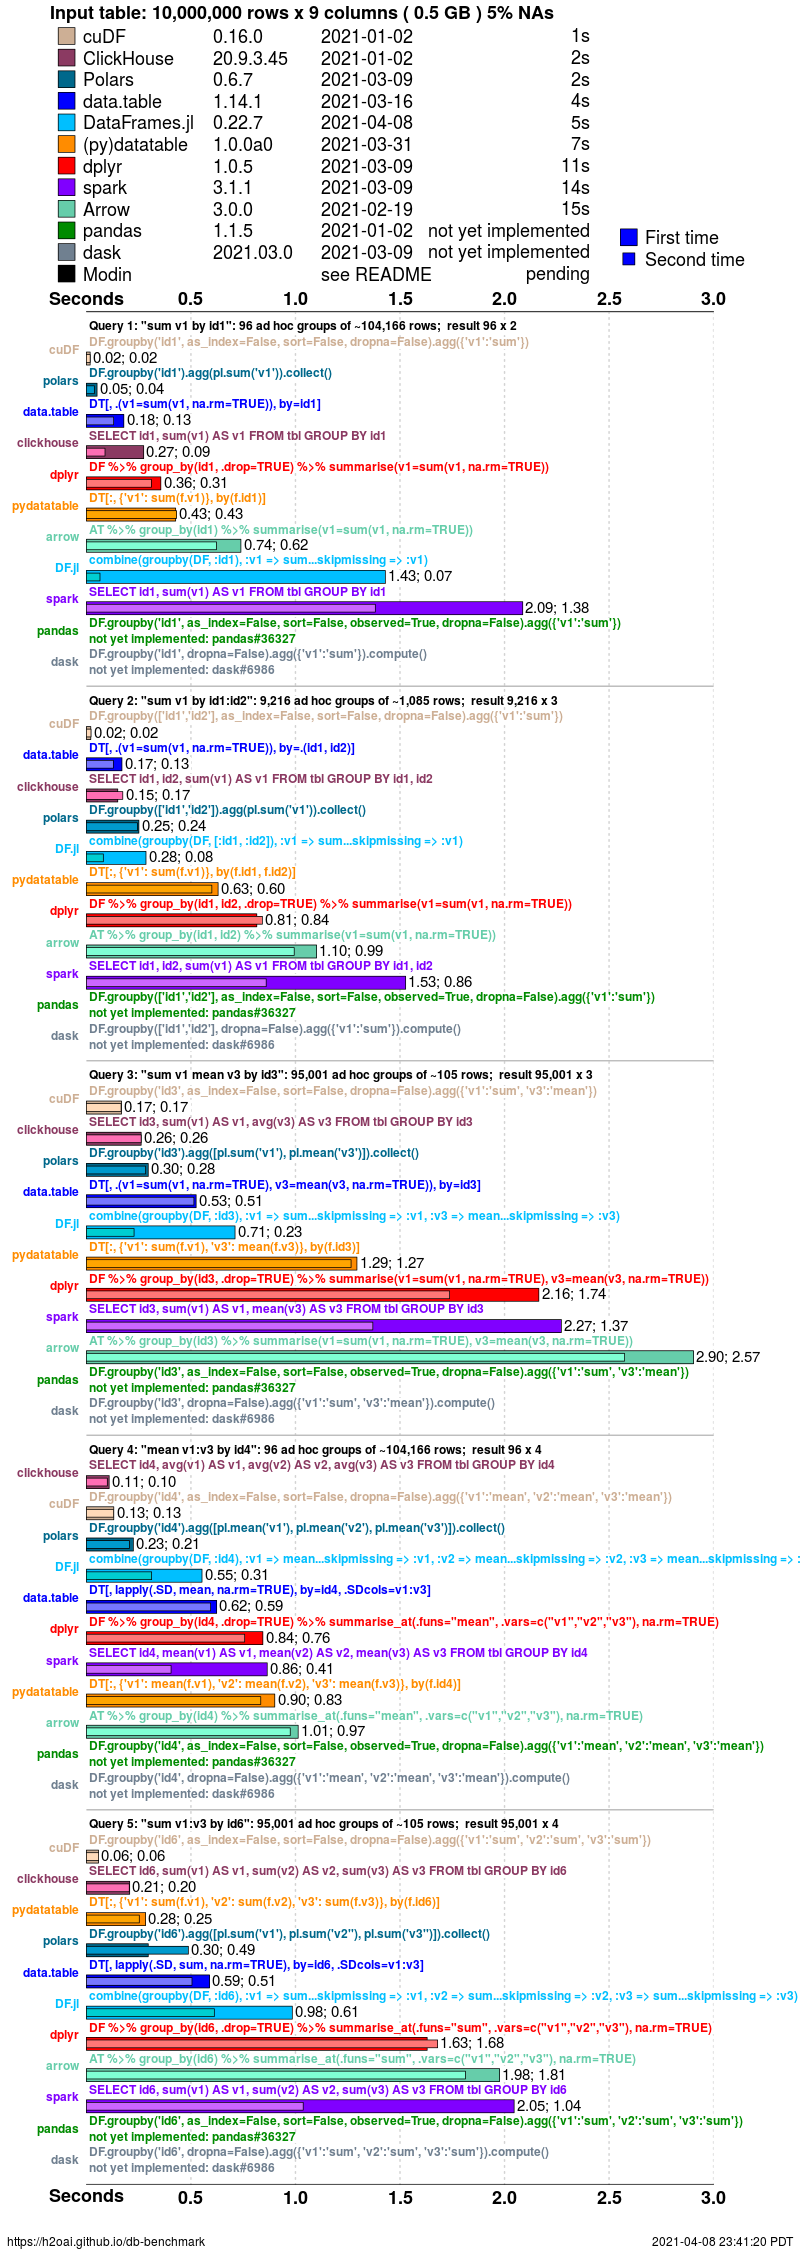 Input table: 10,000,000 rows x 9 columns ( 0.5 GB ) 5% NAs
cuDF 0.16.0 2021-01-02 1s
ClickHouse 20.9.3.45 2021-01-02 2s
Polars 0.6.7 2021-03-09 2s
data.table 1.14.1 2021-03-16 4s
DataFrames.jl 0.22.7 2021-04-08 5s
(py)datatable 1.0.0a0 2021-03-31 7s
dplyr 1.0.5 2021-03-09 11s
spark 3.1.1 2021-03-09 14s
Arrow 3.0.0 2021-02-19 15s
pandas 1.1.5 2021-01-02 not yet implemented
dask 2021.03.0 2021-03-09 not yet implemented
Modin see README pending
First time
Second time
Seconds 0.5 1.0 1.5 2.0 2.5 3.0
Query 1: "sum v1 by id1": 96 ad hoc groups of ~104,166 rows; result 96 x 2
DF.groupby('id1', as_index=False, sort=False, dropna=False).agg({'v1':'sum'})
cuDF 0.02; 0.02
DF.groupby('id1').agg(pl.sum('v1')).collect()
polars 0.05; 0.04
DT[, .(v1=sum(v1, na.rm=TRUE)), by=id1]
data.table 0.18; 0.13
SELECT id1, sum(v1) AS v1 FROM tbl GROUP BY id1
clickhouse 0.27; 0.09
DF %>% group_by(id1, .drop=TRUE) %>% summarise(v1=sum(v1, na.rm=TRUE))
dplyr 0.36; 0.31
DT[:, {'v1': sum(f.v1)}, by(f.id1)]
pydatatable 0.43; 0.43
AT %>% group_by(id1) %>% summarise(v1=sum(v1, na.rm=TRUE))
arrow 0.74; 0.62
combine(groupby(DF, :id1), :v1 => sum...skipmissing => :v1)
DF.jl 1.43; 0.07
SELECT id1, sum(v1) AS v1 FROM tbl GROUP BY id1
spark 2.09; 1.38
DF.groupby('id1', as_index=False, sort=False, observed=True, dropna=False).agg({'v1':'sum'})
pandas not yet implemented: pandas#36327
DF.groupby('id1', dropna=False).agg({'v1':'sum'}).compute()
dask not yet implemented: dask#6986
Query 2: "sum v1 by id1:id2": 9,216 ad hoc groups of ~1,085 rows; result 9,216 x 3
DF.groupby(['id1','id2'], as_index=False, sort=False, dropna=False).agg({'v1':'sum'})
cuDF 0.02; 0.02
DT[, .(v1=sum(v1, na.rm=TRUE)), by=.(id1, id2)]
data.table 0.17; 0.13
SELECT id1, id2, sum(v1) AS v1 FROM tbl GROUP BY id1, id2
clickhouse 0.15; 0.17
DF.groupby(['id1','id2']).agg(pl.sum('v1')).collect()
polars 0.25; 0.24
combine(groupby(DF, [:id1, :id2]), :v1 => sum...skipmissing => :v1)
DF.jl 0.28; 0.08
DT[:, {'v1': sum(f.v1)}, by(f.id1, f.id2)]
pydatatable 0.63; 0.60
DF %>% group_by(id1, id2, .drop=TRUE) %>% summarise(v1=sum(v1, na.rm=TRUE))
dplyr 0.81; 0.84
AT %>% group_by(id1, id2) %>% summarise(v1=sum(v1, na.rm=TRUE))
arrow 1.10; 0.99
SELECT id1, id2, sum(v1) AS v1 FROM tbl GROUP BY id1, id2
spark 1.53; 0.86
DF.groupby(['id1','id2'], as_index=False, sort=False, observed=True, dropna=False).agg({'v1':'sum'})
pandas not yet implemented: pandas#36327
DF.groupby(['id1','id2'], dropna=False).agg({'v1':'sum'}).compute()
dask not yet implemented: dask#6986
Query 3: "sum v1 mean v3 by id3": 95,001 ad hoc groups of ~105 rows; result 95,001 x 3
DF.groupby('id3', as_index=False, sort=False, dropna=False).agg({'v1':'sum', 'v3':'mean'})
cuDF 0.17; 0.17
SELECT id3, sum(v1) AS v1, avg(v3) AS v3 FROM tbl GROUP BY id3
clickhouse 0.26; 0.26
DF.groupby('id3').agg([pl.sum('v1'), pl.mean('v3')]).collect()
polars 0.30; 0.28
DT[, .(v1=sum(v1, na.rm=TRUE), v3=mean(v3, na.rm=TRUE)), by=id3]
data.table 0.53; 0.51
combine(groupby(DF, :id3), :v1 => sum...skipmissing => :v1, :v3 => mean...skipmissing => :v3)
DF.jl 0.71; 0.23
DT[:, {'v1': sum(f.v1), 'v3': mean(f.v3)}, by(f.id3)]
pydatatable 1.29; 1.27
DF %>% group_by(id3, .drop=TRUE) %>% summarise(v1=sum(v1, na.rm=TRUE), v3=mean(v3, na.rm=TRUE))
dplyr 2.16; 1.74
SELECT id3, sum(v1) AS v1, mean(v3) AS v3 FROM tbl GROUP BY id3
spark 2.27; 1.37
AT %>% group_by(id3) %>% summarise(v1=sum(v1, na.rm=TRUE), v3=mean(v3, na.rm=TRUE))
arrow 2.90; 2.57
DF.groupby('id3', as_index=False, sort=False, observed=True, dropna=False).agg({'v1':'sum', 'v3':'mean'})
pandas not yet implemented: pandas#36327
DF.groupby('id3', dropna=False).agg({'v1':'sum', 'v3':'mean'}).compute()
dask not yet implemented: dask#6986
Query 4: "mean v1:v3 by id4": 96 ad hoc groups of ~104,166 rows; result 96 x 4
SELECT id4, avg(v1) AS v1, avg(v2) AS v2, avg(v3) AS v3 FROM tbl GROUP BY id4
clickhouse 0.11; 0.10
DF.groupby('id4', as_index=False, sort=False, dropna=False).agg({'v1':'mean', 'v2':'mean', 'v3':'mean'})
cuDF 0.13; 0.13
DF.groupby('id4').agg([pl.mean('v1'), pl.mean('v2'), pl.mean('v3')]).collect()
polars 0.23; 0.21
combine(groupby(DF, :id4), :v1 => mean...skipmissing => :v1, :v2 => mean...skipmissing => :v2, :v3 => mean...skipmissing => :
DF.jl 0.55; 0.31
DT[, lapply(.SD, mean, na.rm=TRUE), by=id4, .SDcols=v1:v3]
data.table 0.62; 0.59
DF %>% group_by(id4, .drop=TRUE) %>% summarise_at(.funs="mean", .vars=c("v1","v2","v3"), na.rm=TRUE)
dplyr 0.84; 0.76
SELECT id4, mean(v1) AS v1, mean(v2) AS v2, mean(v3) AS v3 FROM tbl GROUP BY id4
spark 0.86; 0.41
DT[:, {'v1': mean(f.v1), 'v2': mean(f.v2), 'v3': mean(f.v3)}, by(f.id4)]
pydatatable 0.90; 0.83
AT %>% group_by(id4) %>% summarise_at(.funs="mean", .vars=c("v1","v2","v3"), na.rm=TRUE)
arrow 1.01; 0.97
DF.groupby('id4', as_index=False, sort=False, observed=True, dropna=False).agg({'v1':'mean', 'v2':'mean', 'v3':'mean'})
pandas not yet implemented: pandas#36327
DF.groupby('id4', dropna=False).agg({'v1':'mean', 'v2':'mean', 'v3':'mean'}).compute()
dask not yet implemented: dask#6986
Query 5: "sum v1:v3 by id6": 95,001 ad hoc groups of ~105 rows; result 95,001 x 4
DF.groupby('id6', as_index=False, sort=False, dropna=False).agg({'v1':'sum', 'v2':'sum', 'v3':'sum'})
cuDF 0.06; 0.06
SELECT id6, sum(v1) AS v1, sum(v2) AS v2, sum(v3) AS v3 FROM tbl GROUP BY id6
clickhouse 0.21; 0.20
DT[:, {'v1': sum(f.v1), 'v2': sum(f.v2), 'v3': sum(f.v3)}, by(f.id6)]
pydatatable 0.28; 0.25
DF.groupby('id6').agg([pl.sum('v1'), pl.sum('v2"), pl.sum('v3")]).collect()
polars 0.30; 0.49
DT[, lapply(.SD, sum, na.rm=TRUE), by=id6, .SDcols=v1:v3]
data.table 0.59; 0.51
combine(groupby(DF, :id6), :v1 => sum...skipmissing => :v1, :v2 => sum...skipmissing => :v2, :v3 => sum...skipmissing => :v3)
DF.jl 0.98; 0.61
DF %>% group_by(id6, .drop=TRUE) %>% summarise_at(.funs="sum", .vars=c("v1","v2","v3"), na.rm=TRUE)
dplyr 1.63; 1.68
AT %>% group_by(id6) %>% summarise_at(.funs="sum", .vars=c("v1","v2","v3"), na.rm=TRUE)
arrow 1.98; 1.81
SELECT id6, sum(v1) AS v1, sum(v2) AS v2, sum(v3) AS v3 FROM tbl GROUP BY id6
spark 2.05; 1.04
DF.groupby('id6', as_index=False, sort=False, observed=True, dropna=False).agg({'v1':'sum', 'v2':'sum', 'v3':'sum'})
pandas not yet implemented: pandas#36327
DF.groupby('id6', dropna=False).agg({'v1':'sum', 'v2':'sum', 'v3':'sum'}).compute()
dask not yet implemented: dask#6986
Seconds 0.5 1.0 1.5 2.0 2.5 3.0
https://h2oai.github.io/db-benchmark 2021-04-08 23:41:20 PDT